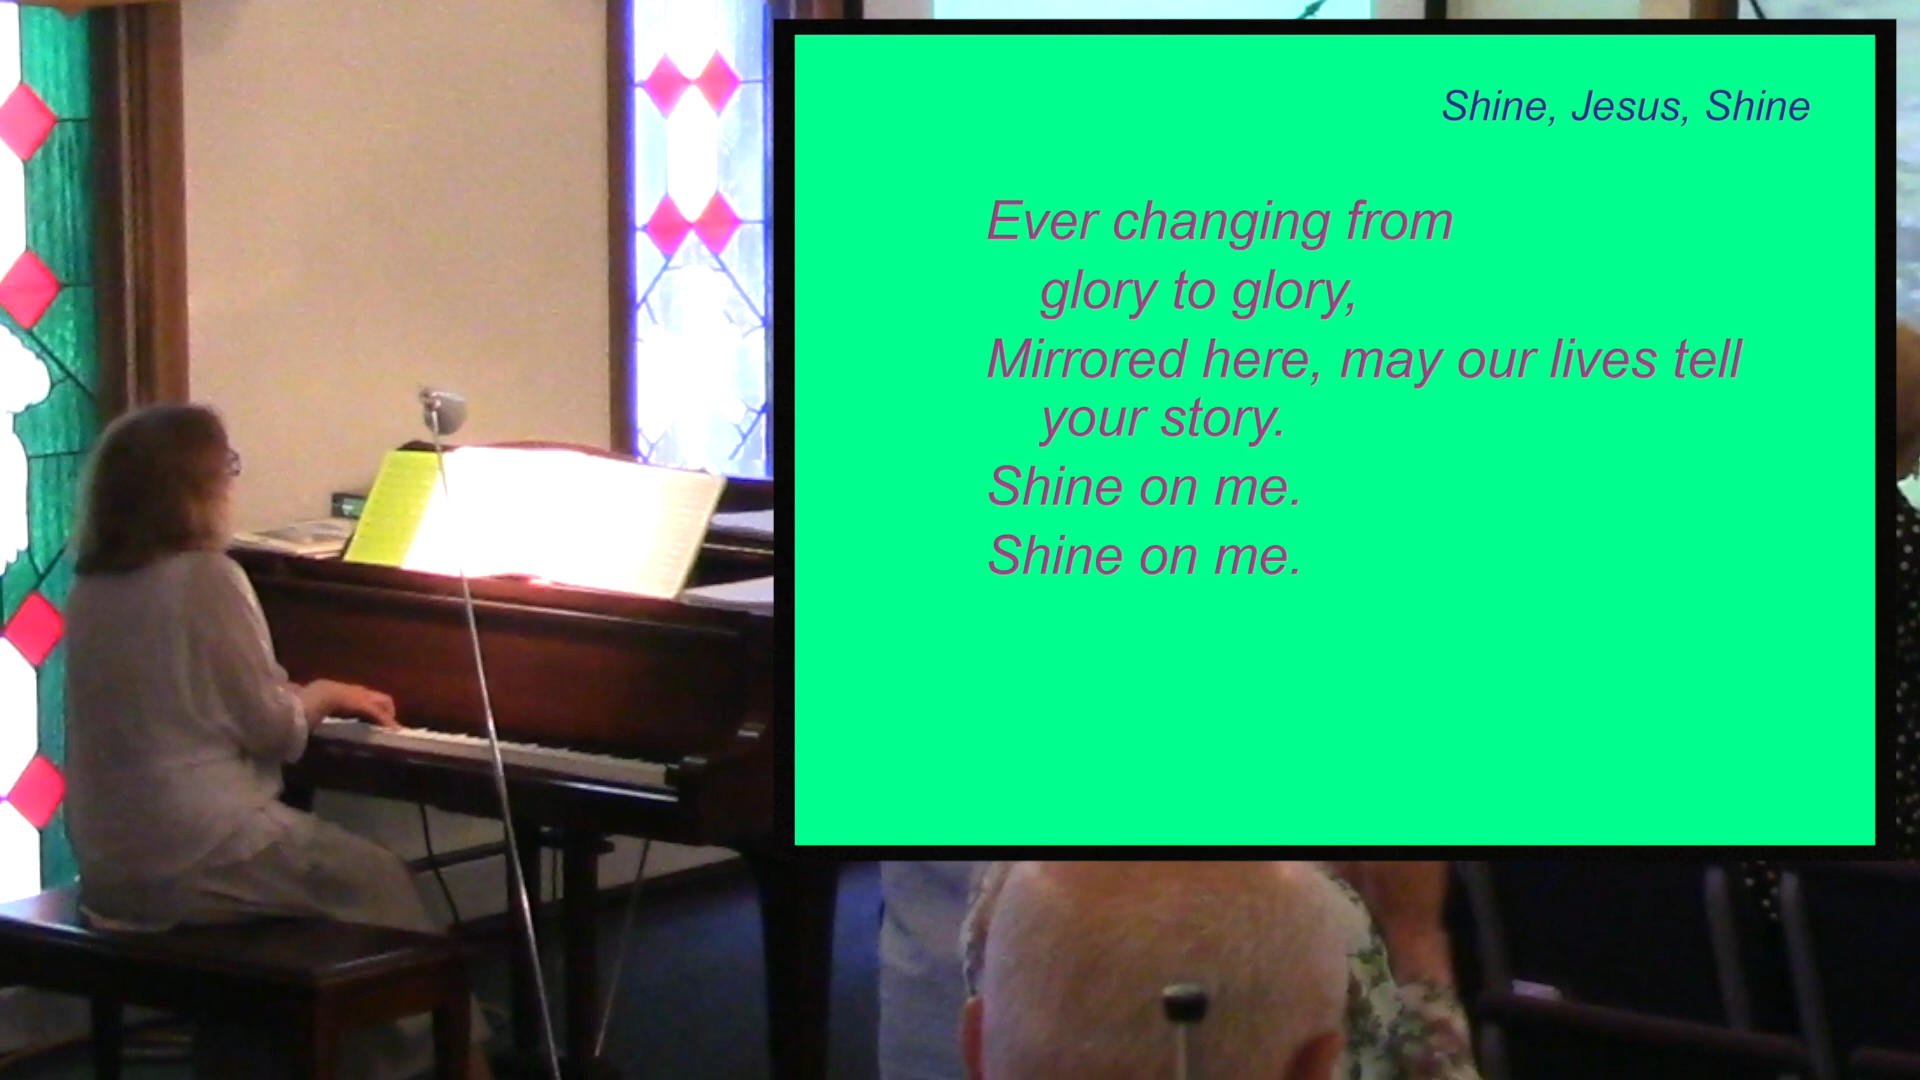 Shine, Jesus, Shine
Ever changing from
glory to glory,
Mirrored here, may our lives tell
your story.
Shine on me.
Shine on me.